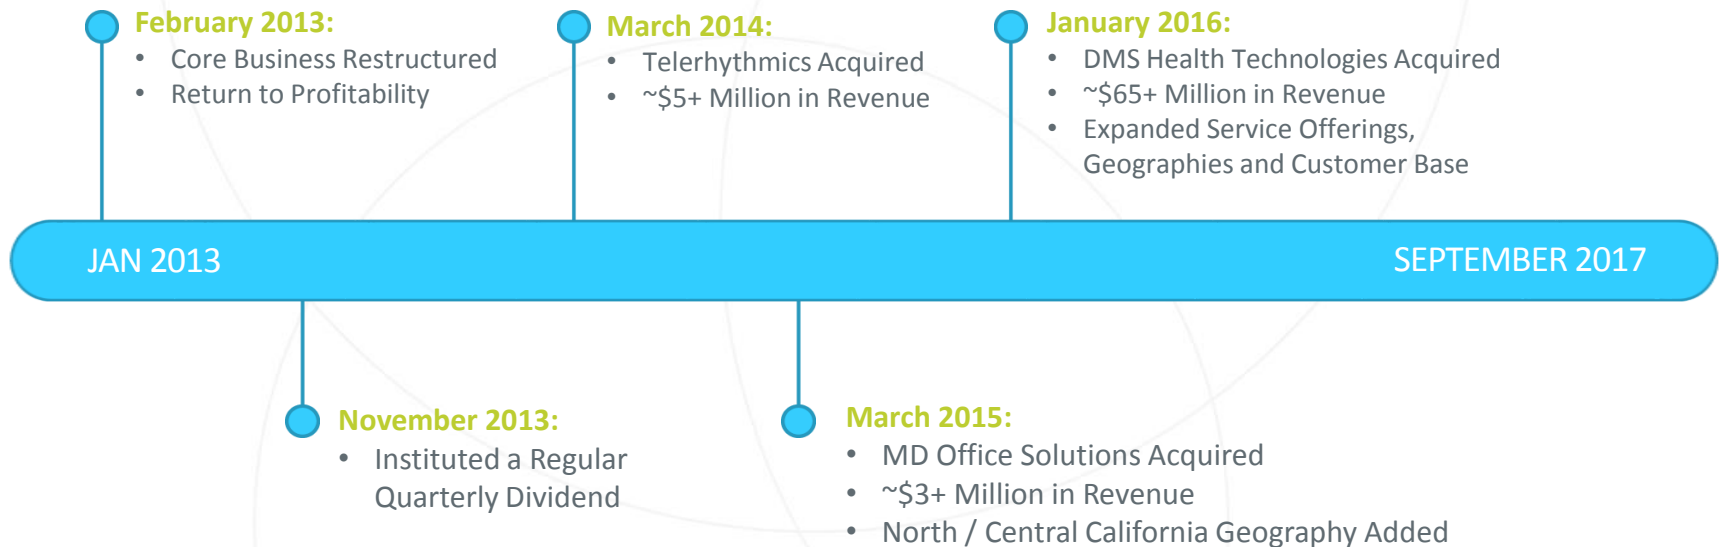 February 2013:
• Core Business Restructured
• Return to Profitability
March 2014:
• Telerhythmics Acquired
• ~$5+ Million in Revenue
January 2016:
• DMS Health Technologies Acquired
• ~$65+ Million in Revenue
• Expanded Service Offerings,
Geographies and Customer Base
JAN 2013
SEPTEMBER 2017
November 2013:
• Instituted a Regular
Quarterly Dividend
March 2015:
• MD Office Solutions Acquired
• ~$3+ Million in Revenue
• North / Central California Geography Added